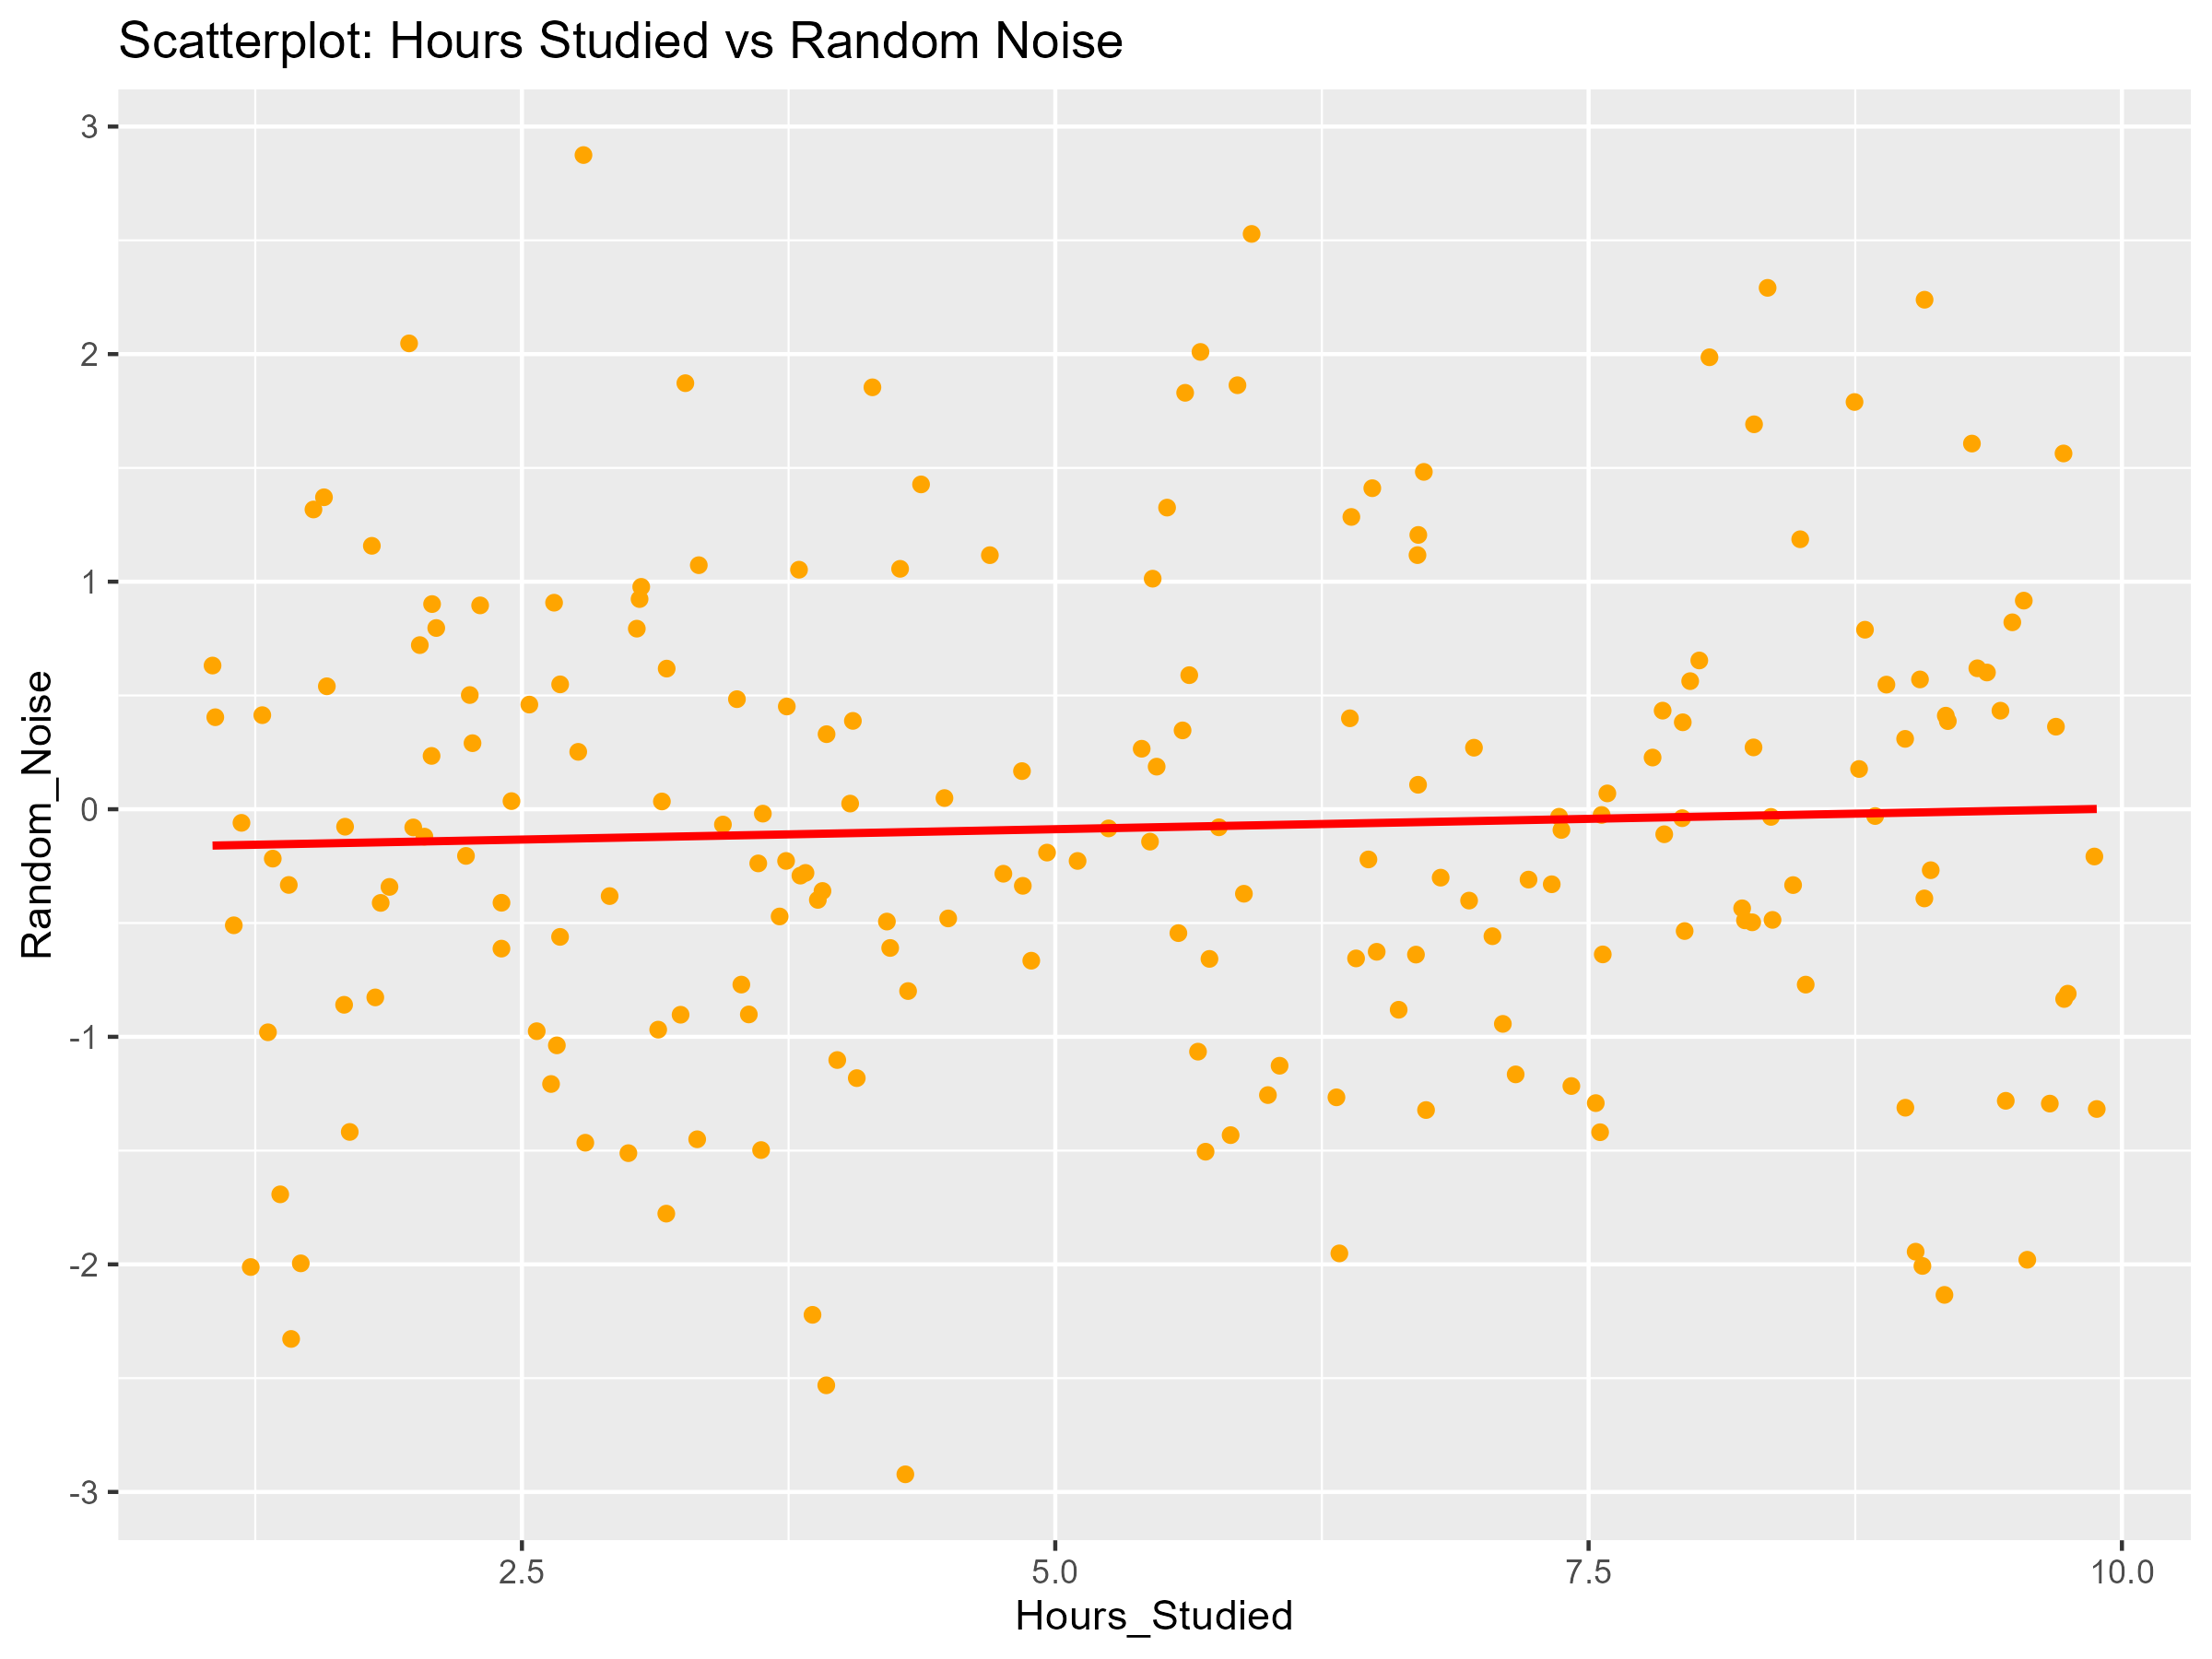 Scatterplot: Hours Studied vs Random Noise
3
2
1
0
-1
-2
-3
Random_Noise
2.5 5.0 7.5 10.0
Hours_Studied